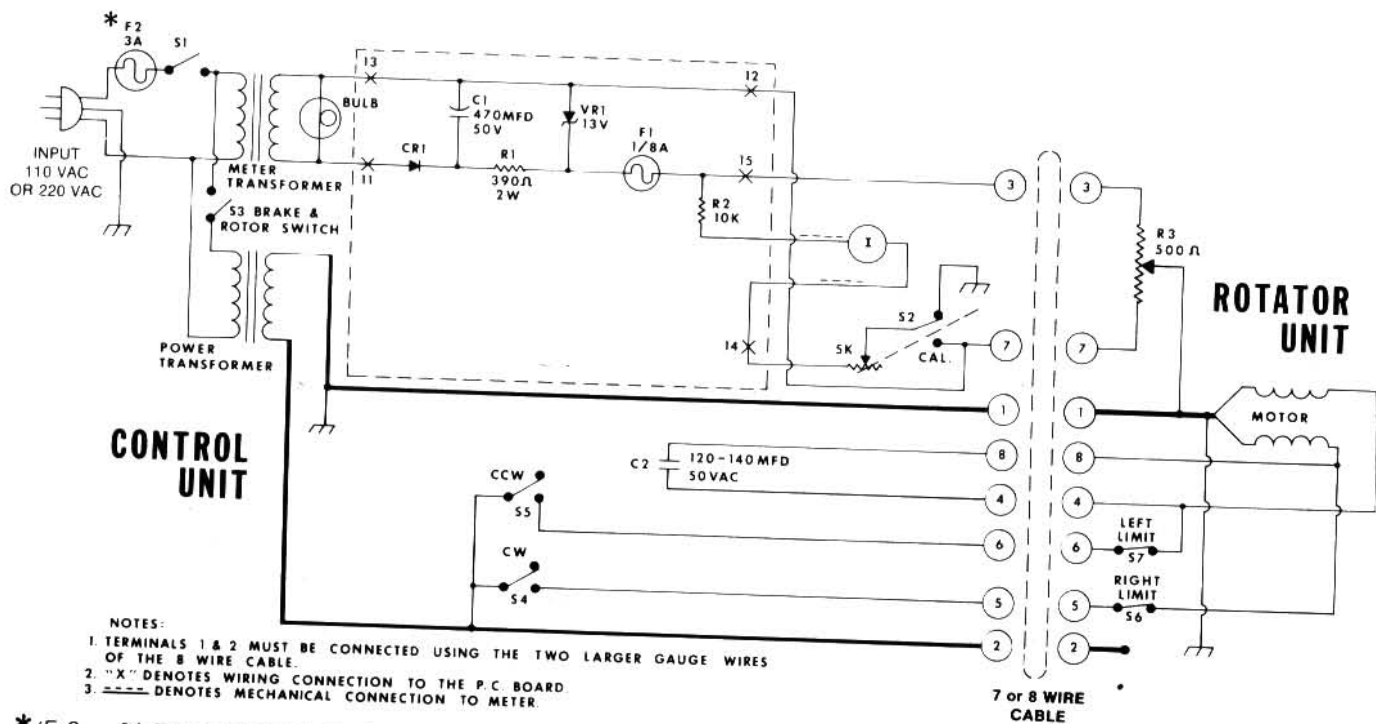 *
F2
3A
S1
INPUT
110 VAC
OR 220 VAC
METER
TRANSFORMER
S3 BRAKE &
ROTOR SWITCH
POWER
TRANSFORMER
BULB
13
11
CR1
C1
470MFD
50V
R1
390Ω
2W
VR1
13V
F1
1/8A
12
15
R2
10K
I
14
5K
S2
CAL.
3
7
1
8
4
6
5
2
3
7
1
8
4
6
5
2
R3
500Ω
ROTATOR
UNIT
MOTOR
CONTROL
UNIT
C2
120-140MFD
50VAC
CCW
S5
CW
S4
LEFT
LIMIT
S7
RIGHT
LIMIT
S6
7 or 8 WIRE
CABLE
NOTES:
1. TERMINALS 1 & 2 MUST BE CONNECTED USING THE TWO LARGER GAUGE WIRES
OF THE 8 WIRE CABLE.
2. "X" DENOTES WIRING CONNECTION TO THE P.C. BOARD.
3. ---- DENOTES MECHANICAL CONNECTION TO METER.
*